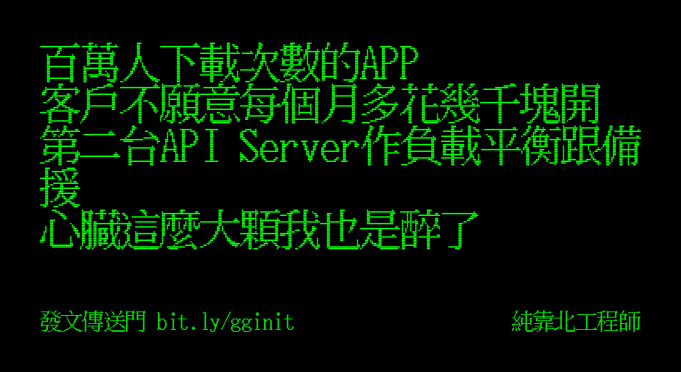 百萬人下載次數的APP
客戶不願意每個月多花幾千塊開
第二台API Server作負載平衡跟備
援
心臟這麼大顆我也是醉了
發文傳送門 bit.ly/gginit
純靠北工程師